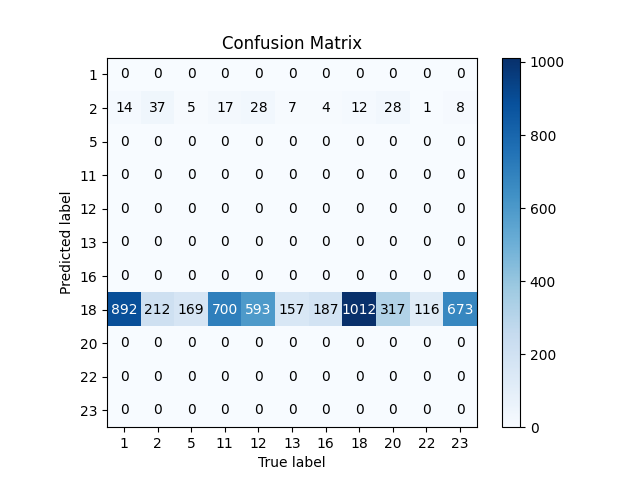 Confusion Matrix
Predicted label
1 0 0 0 0 0 0 0 0 0 0 0
2 14 37 5 17 28 7 4 12 28 1 8
5 0 0 0 0 0 0 0 0 0 0 0
11 0 0 0 0 0 0 0 0 0 0 0
12 0 0 0 0 0 0 0 0 0 0 0
13 0 0 0 0 0 0 0 0 0 0 0
16 0 0 0 0 0 0 0 0 0 0 0
18 892 212 169 700 593 157 187 1012 317 116 673
20 0 0 0 0 0 0 0 0 0 0 0
22 0 0 0 0 0 0 0 0 0 0 0
23 0 0 0 0 0 0 0 0 0 0 0
1 2 5 11 12 13 16 18 20 22 23
True label
1000
800
600
400
200
0